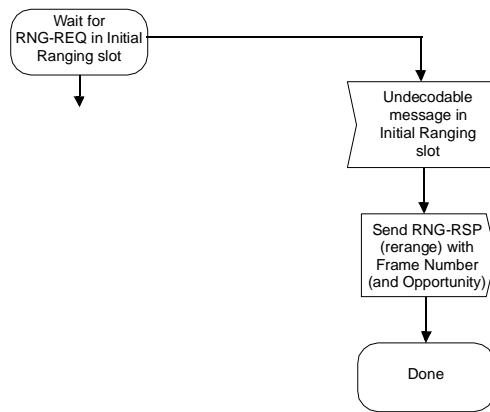 Wait for
RNG-REQ in Initial
Ranging slot
Undecodable
message in
Initial Ranging
slot
Send RNG-RSP
(rerange) with
Frame Number
(and Opportunity)
Done